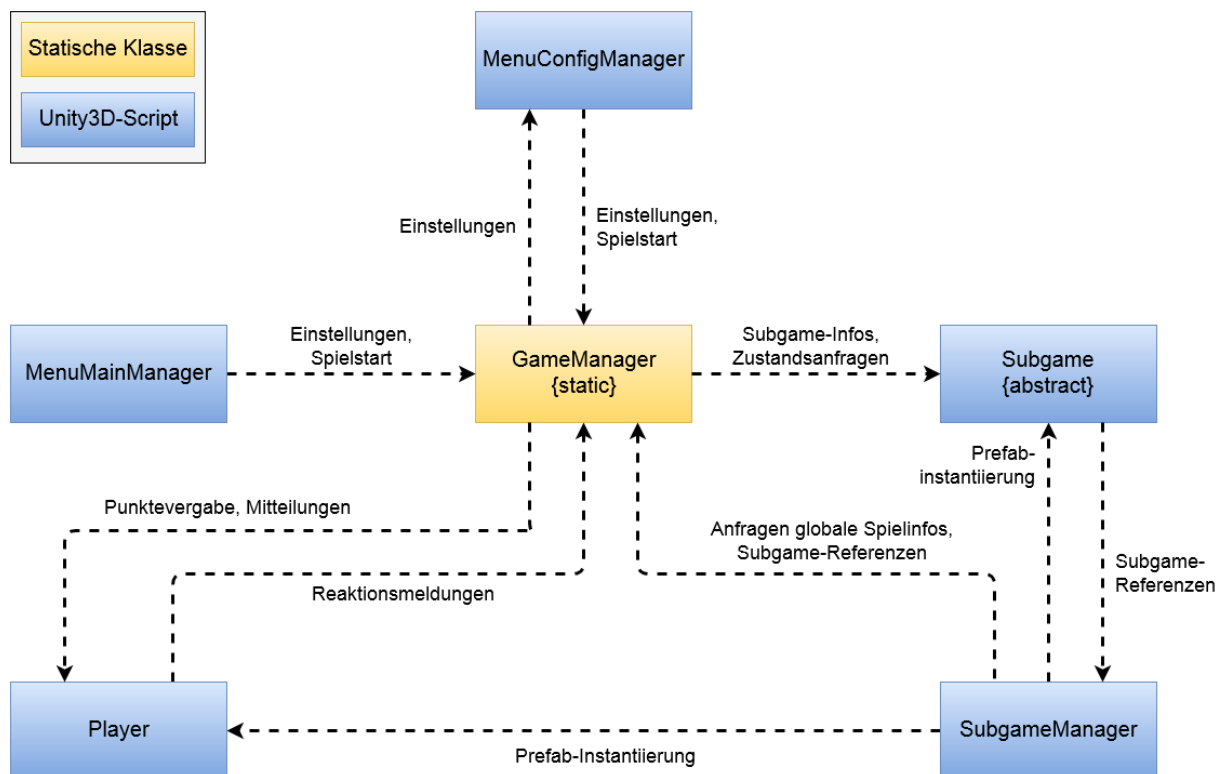 Statische Klasse
Unity3D-Script
MenuConfigManager
Einstellungen
Einstellungen,
Spielstart
MenuMainManager
Einstellungen,
Spielstart
GameManager
{static}
Subgame-Infos,
Zustandsanfragen
Subgame
{abstract}
Prefab-
instantiierung
Punktevergabe, Mitteilungen
Anfragen globale Spielinfos,
Subgame-Referenzen
Subgame-
Referenzen
Reaktionsmeldungen
Player
SubgameManager
Prefab-Instantiierung